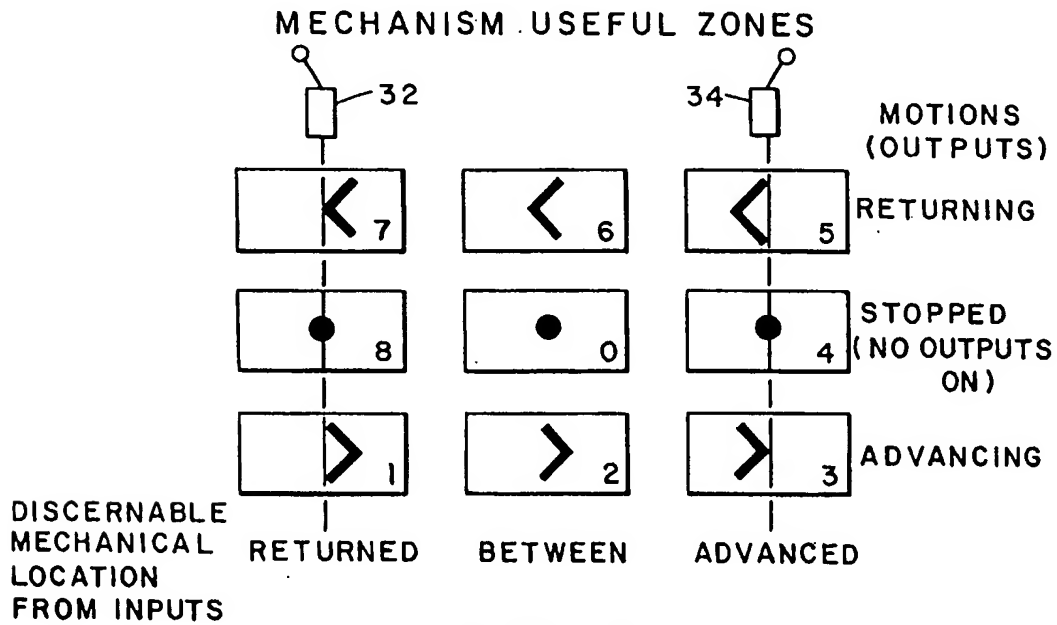 MECHANISM USEFUL ZONES
32
34
MOTIONS
(OUTPUTS)
7
6
5
RETURNING
8
0
4
STOPPED
(NO OUTPUTS
ON)
1
2
3
ADVANCING
DISCERNABLE
MECHANICAL
LOCATION
FROM INPUTS
RETURNED
BETWEEN
ADVANCED